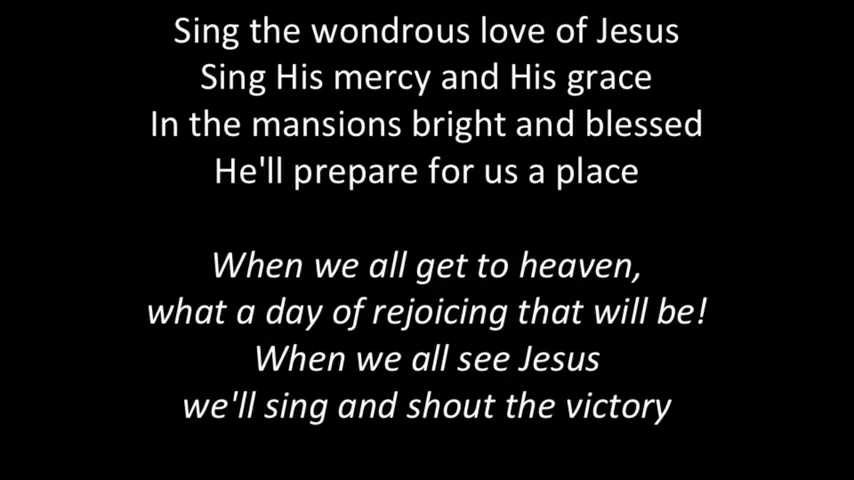 Sing the wondrous love of Jesus
Sing His mercy and His grace
In the mansions bright and blessed
He'll prepare for us a place
When we all get to heaven,
what a day of rejoicing that will be!
When we all see Jesus
we'll sing and shout the victory